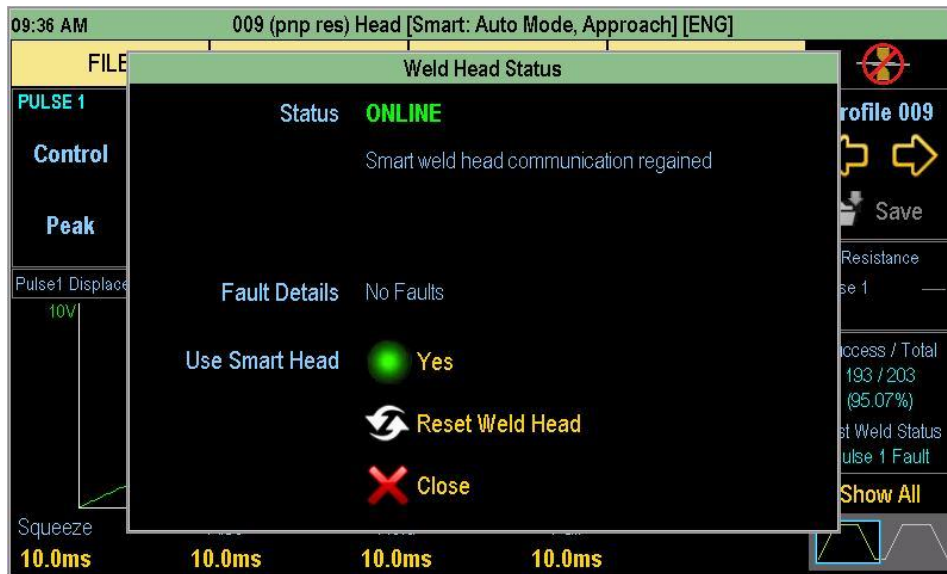 09:36 AM 009 (pnp res) Head [Smart: Auto Mode, Approach] [ENG]
FILE
Weld Head Status
PULSE 1
Status ONLINE
rofile 009
Control
Smart weld head communication regained
Save
Peak
Resistance
Pulse1 Displace
Fault Details No Faults
se 1
10V
Use Smart Head Yes
ccess / Total
193 / 203
(95.07%)
Reset Weld Head
st Weld Status
ulse 1 Fault
Close
Show All
Squeeze
10.0ms 10.0ms 10.0ms 10.0ms